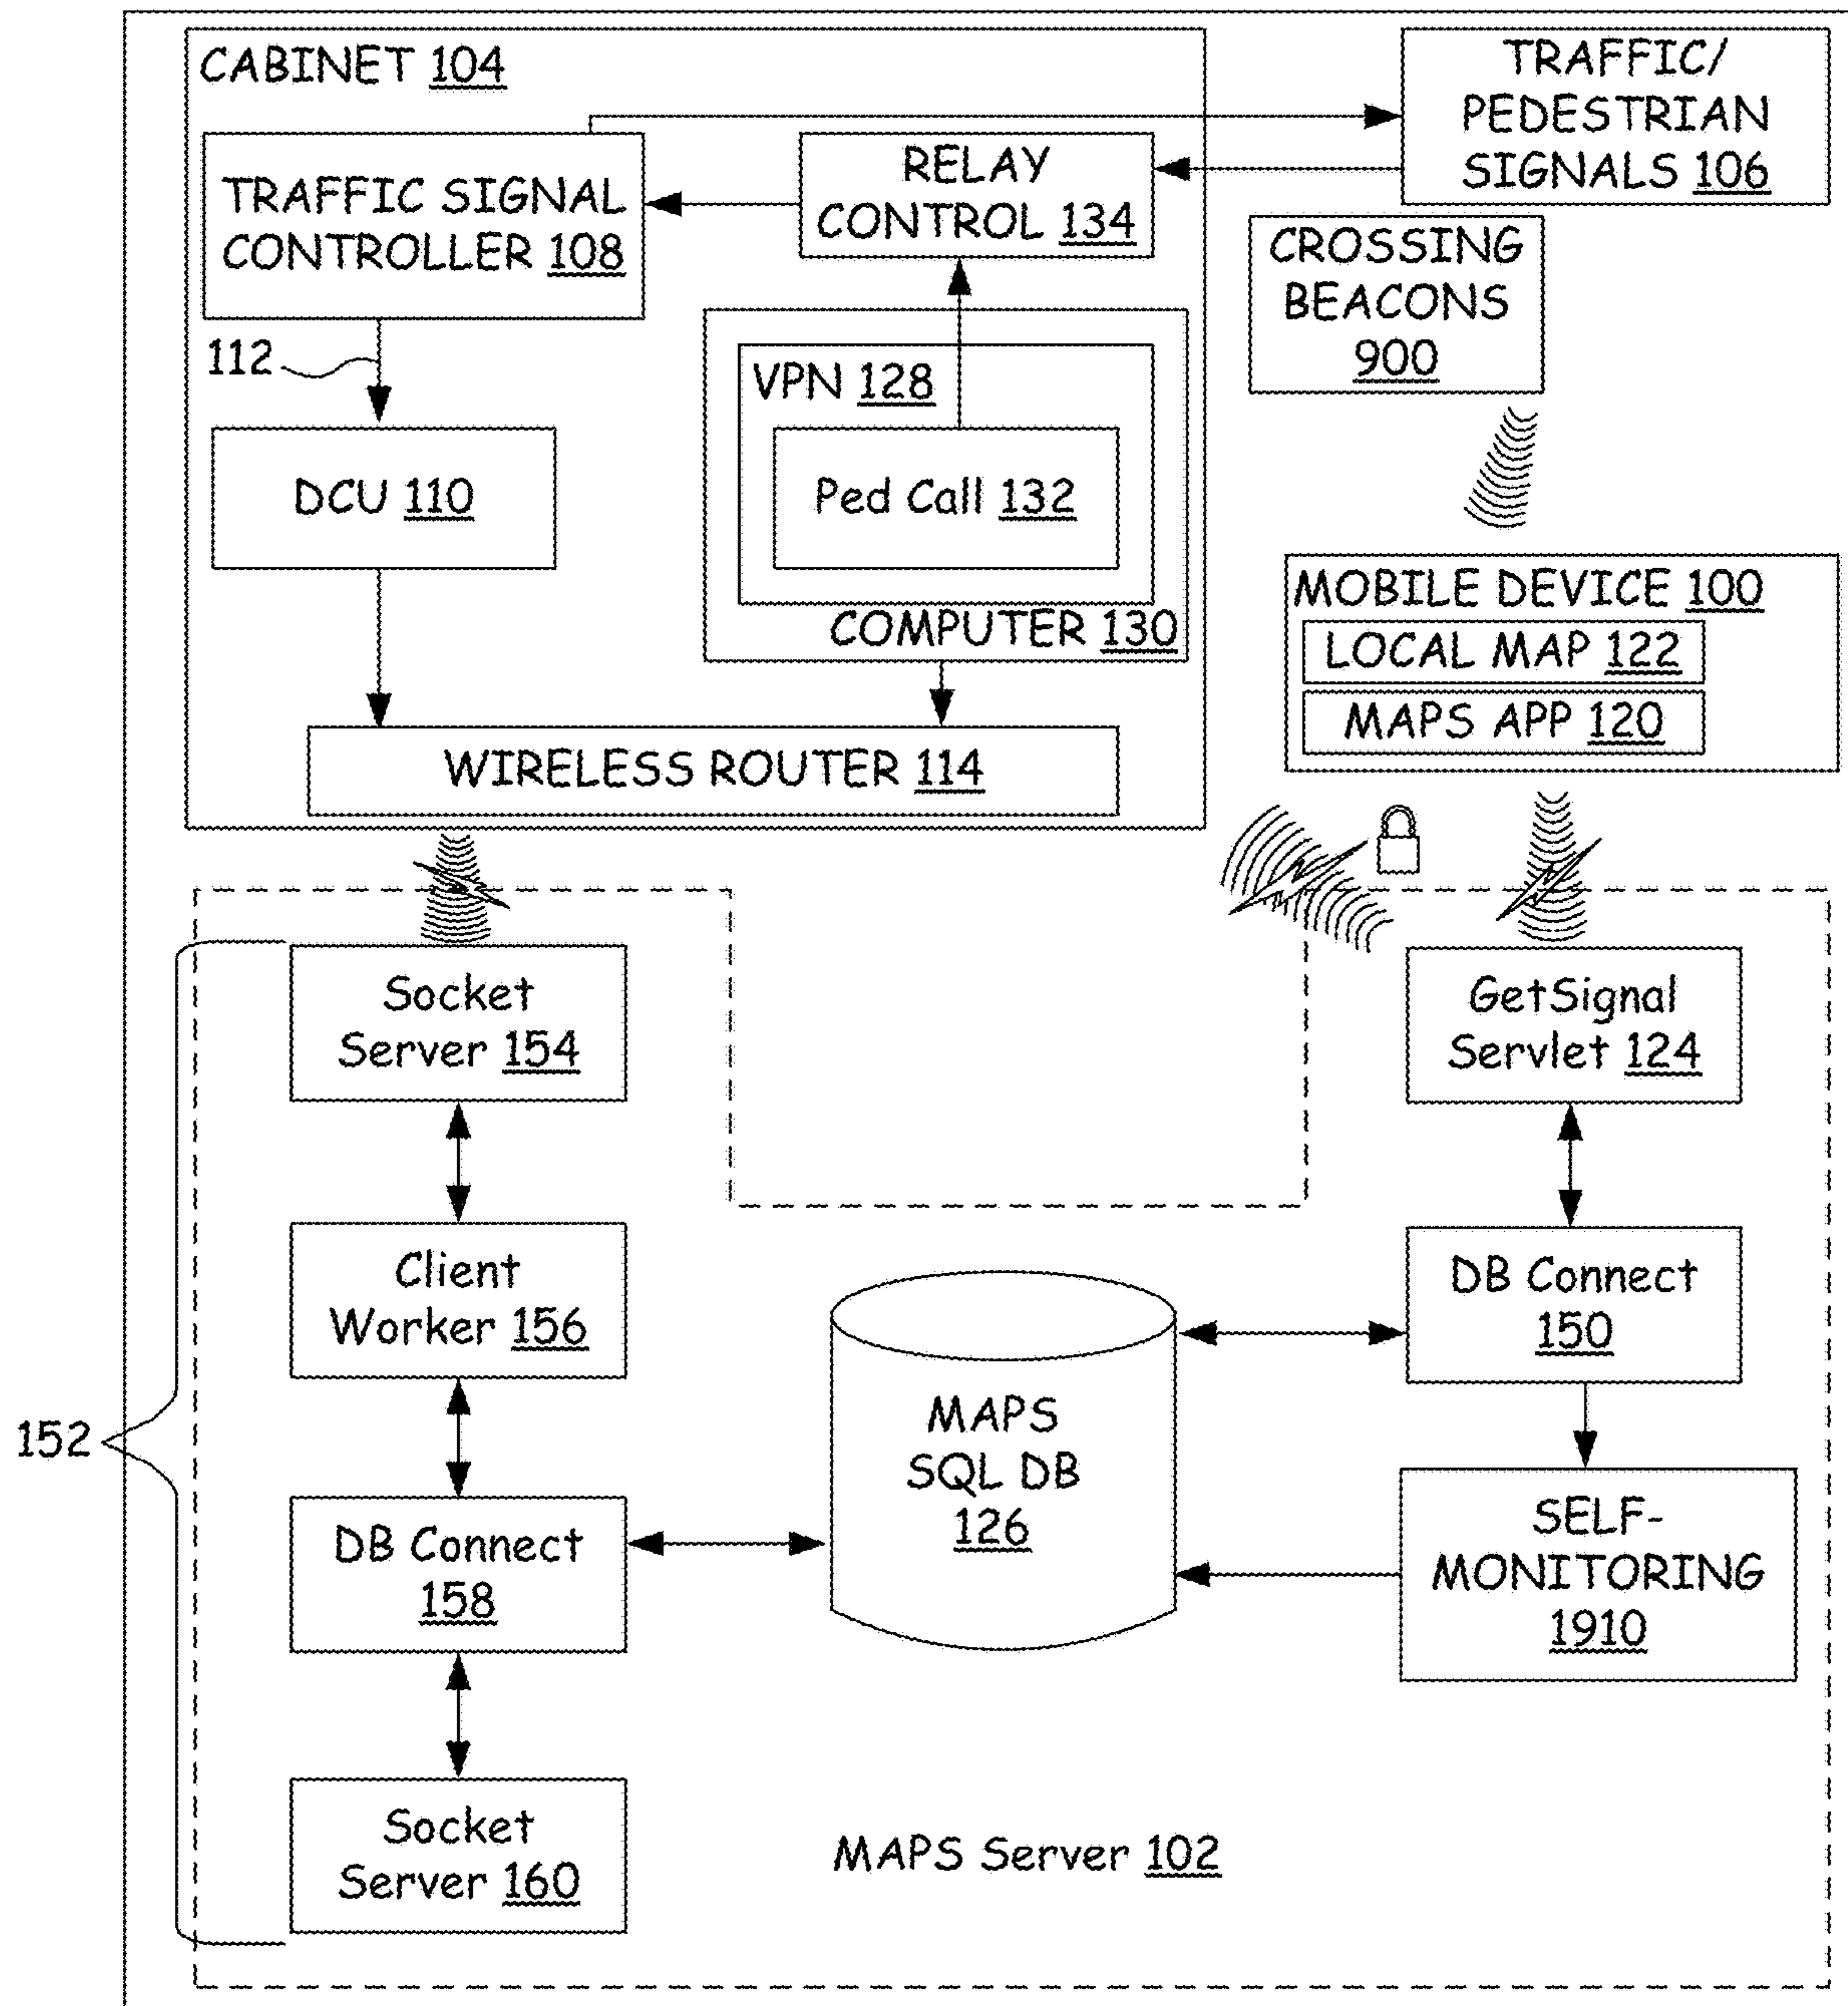 CABINET 104
TRAFFIC SIGNAL
CONTROLLER 108
RELAY
CONTROL 134
TRAFFIC/
PEDESTRIAN
SIGNALS 106
CROSSING
BEACONS
900
112
DCU 110
VPN 128
Ped Call 132
COMPUTER 130
WIRELESS ROUTER 114
MOBILE DEVICE 100
LOCAL MAP 122
MAPS APP 120
Socket
Server 154
Client
Worker 156
DB Connect
158
Socket
Server 160
152
MAPS
SQL DB
126
GetSignal
Servlet 124
DB Connect
150
SELF-
MONITORING
1910
MAPS Server 102